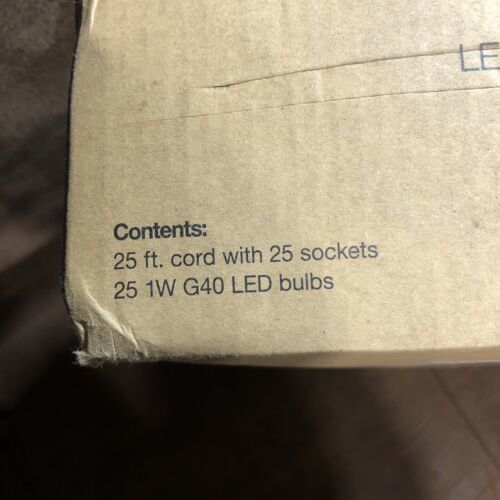 LE
Contents:
25 ft. cord with 25 sockets
25 1W G40 LED bulbs